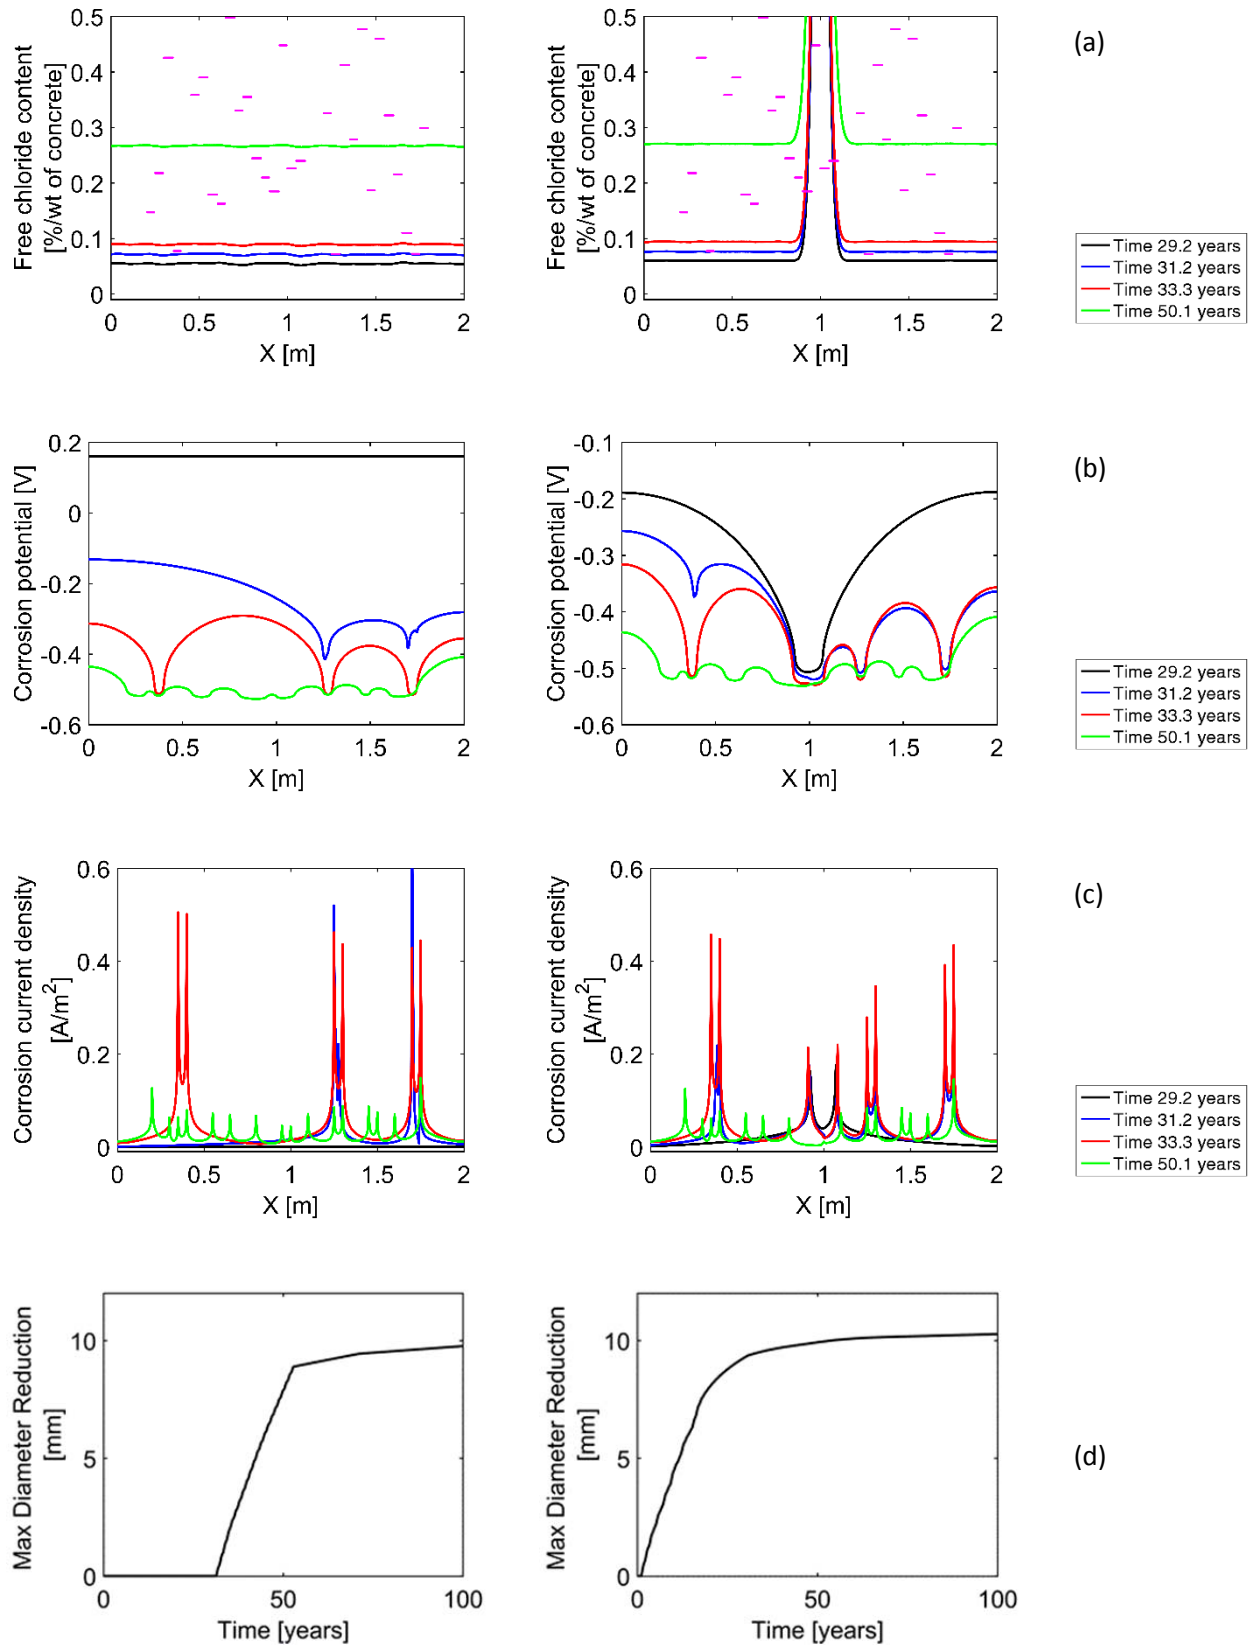 0.5
0.4
0.3
0.2
0.1
0
Free chloride content
[%/wt of concrete]
0 0.5 1 1.5 2
X [m]
0.5
0.4
0.3
0.2
0.1
0
Free chloride content
[%/wt of concrete]
0 0.5 1 1.5 2
X [m]
(a)
Time 29.2 years
Time 31.2 years
Time 33.3 years
Time 50.1 years
0.2
0
-0.2
-0.4
-0.6
Corrosion potential [V]
0 0.5 1 1.5 2
X [m]
-0.1
-0.2
-0.3
-0.4
-0.5
-0.6
Corrosion potential [V]
0 0.5 1 1.5 2
X [m]
(b)
Time 29.2 years
Time 31.2 years
Time 33.3 years
Time 50.1 years
0.6
0.4
0.2
0
Corrosion current density
[A/m²]
0 0.5 1 1.5 2
X [m]
0.6
0.4
0.2
0
Corrosion current density
[A/m²]
0 0.5 1 1.5 2
X [m]
(c)
Time 29.2 years
Time 31.2 years
Time 33.3 years
Time 50.1 years
10
5
0
Max Diameter Reduction
[mm]
0 50 100
Time [years]
10
5
0
Max Diameter Reduction
[mm]
0 50 100
Time [years]
(d)